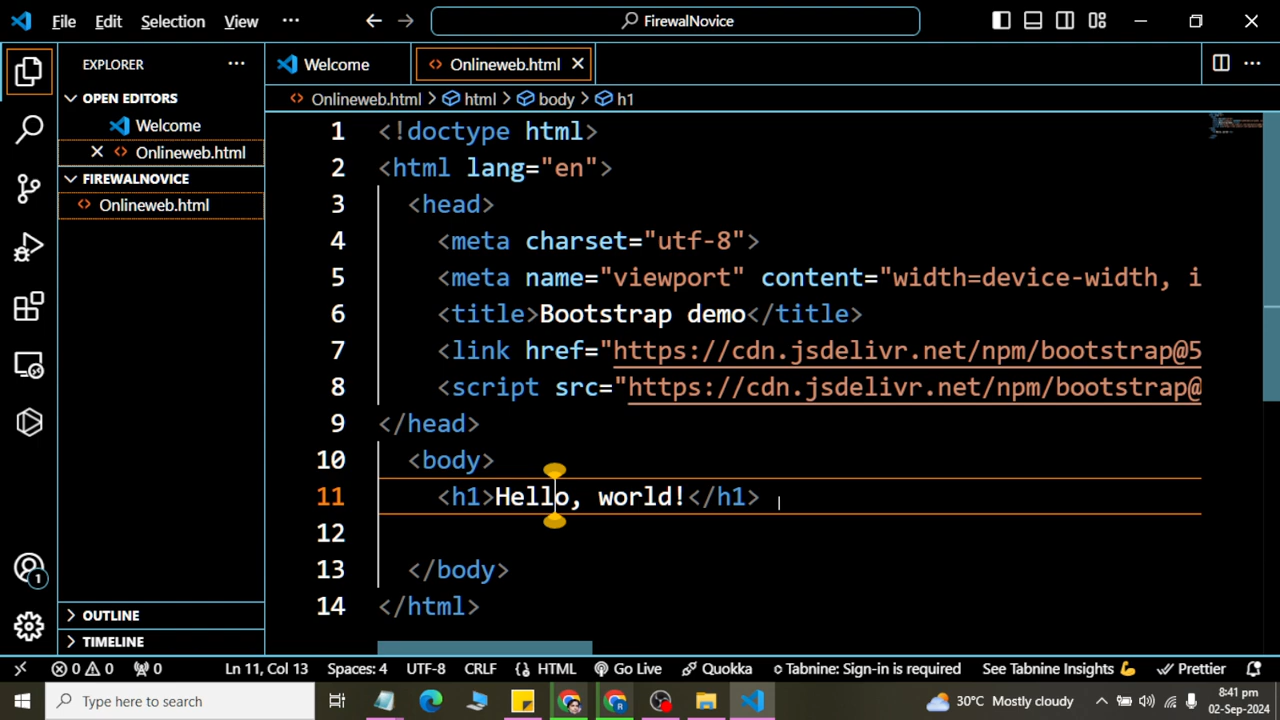 File Edit Selection View ··· FirewalNovice
EXPLORER ···
OPEN EDITORS
Welcome
Onlineweb.html
FIREWALNOVICE
Onlineweb.html
OUTLINE
TIMELINE
Welcome Onlineweb.html
Onlineweb.html > html > body > h1
1 <!doctype html>
2 <html lang="en">
3 <head>
4 <meta charset="utf-8">
5 <meta name="viewport" content="width=device-width, i
6 <title>Bootstrap demo</title>
7 <link href="https://cdn.jsdelivr.net/npm/bootstrap@5
8 <script src="https://cdn.jsdelivr.net/npm/bootstrap@
9 </head>
10 <body>
11 <h1>Hello, world!</h1>
12
13 </body>
14 </html>
1
0 0 0 Ln 11, Col 13 Spaces: 4 UTF-8 CRLF HTML Go Live Quokka Tabnine: Sign-in is required See Tabnine Insights Prettier
Type here to search 30°C Mostly cloudy 8:41 pm
02-Sep-2024